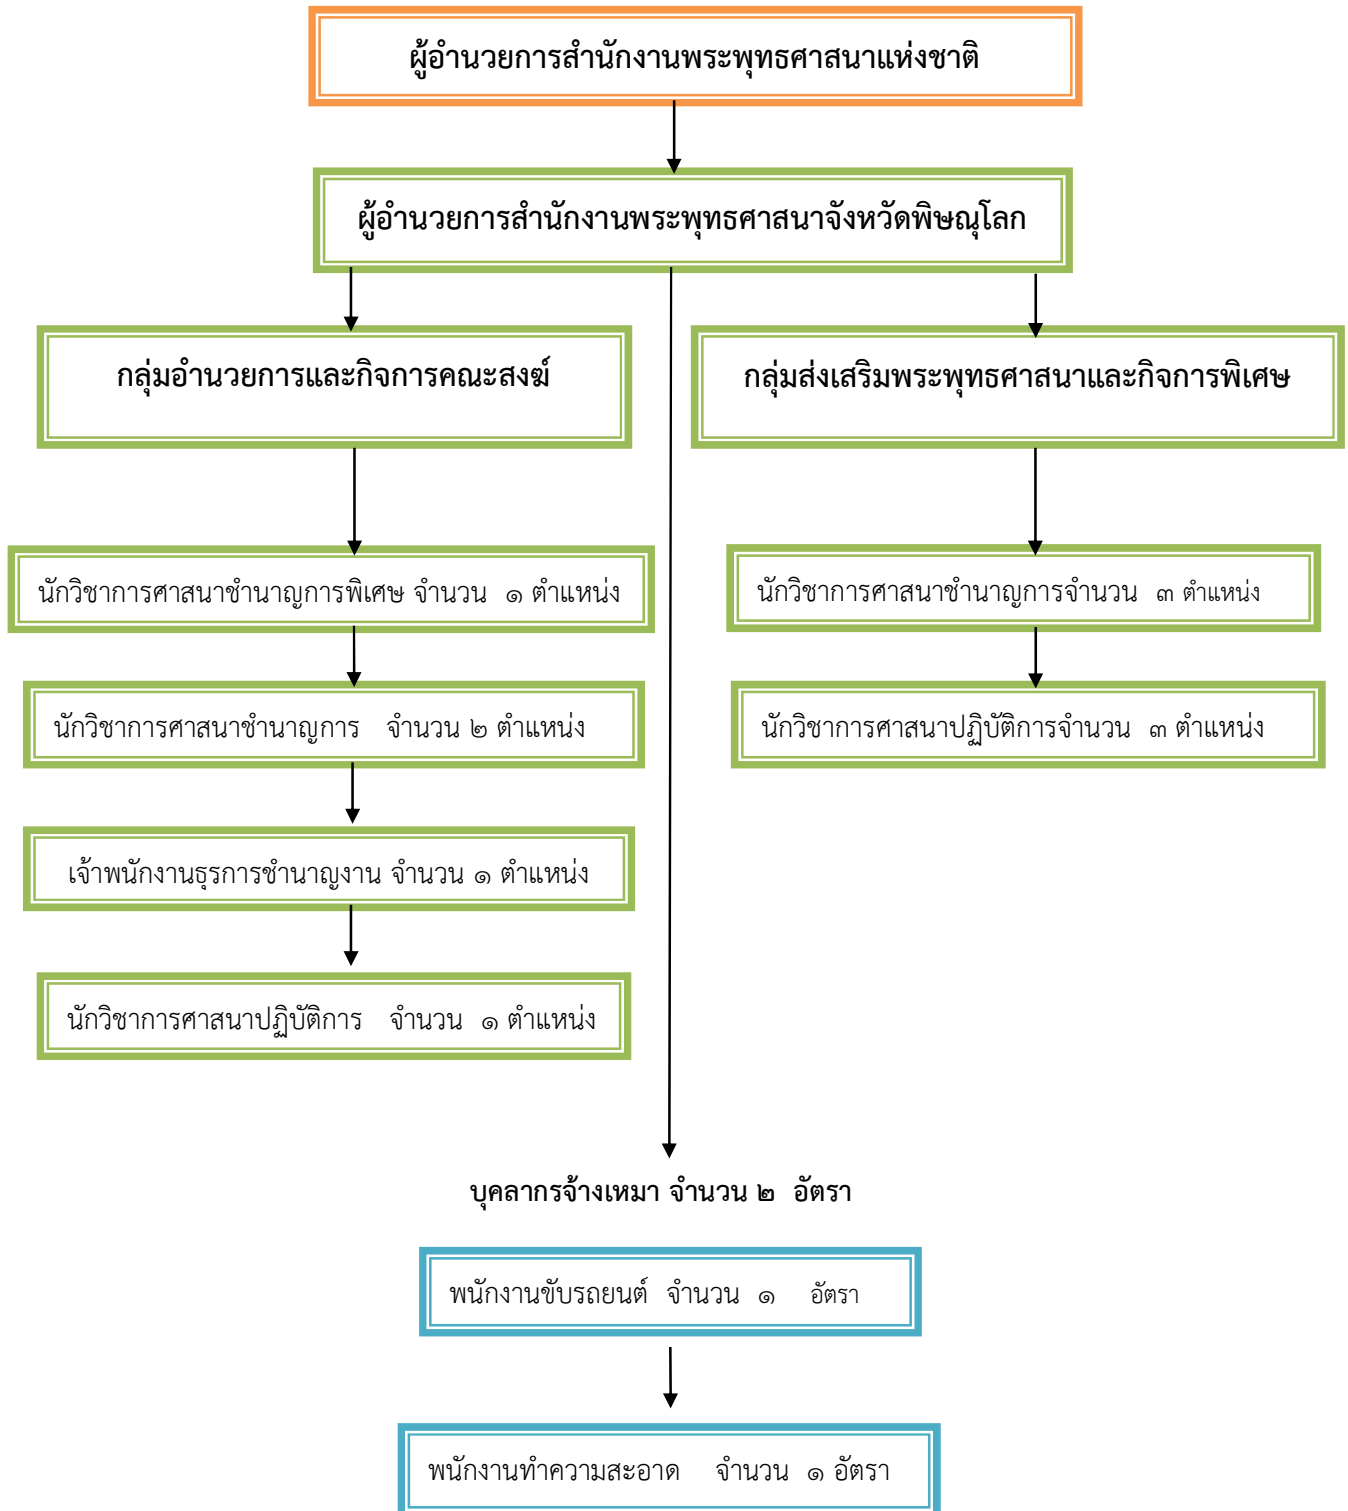 ผู้อำนวยการสำนักงานพระพุทธศาสนาแห่งชาติ
ผู้อำนวยการสำนักงานพระพุทธศาสนาจังหวัดพิษณุโลก
กลุ่มอำนวยการและกิจการคณะสงฆ์
กลุ่มส่งเสริมพระพุทธศาสนาและกิจการพิเศษ
นักวิชาการศาสนาชำนาญการพิเศษ จำนวน ๑ ตำแหน่ง
นักวิชาการศาสนาชำนาญการจำนวน ๓ ตำแหน่ง
นักวิชาการศาสนาชำนาญการ จำนวน ๒ ตำแหน่ง
นักวิชาการศาสนาปฏิบัติการจำนวน ๓ ตำแหน่ง
เจ้าพนักงานธุรการชำนาญงาน จำนวน ๑ ตำแหน่ง
นักวิชาการศาสนาปฏิบัติการ จำนวน ๑ ตำแหน่ง
บุคลากรจ้างเหมา จำนวน ๒ อัตรา
พนักงานขับรถยนต์ จำนวน ๑ อัตรา
พนักงานทำความสะอาด จำนวน ๑ อัตรา